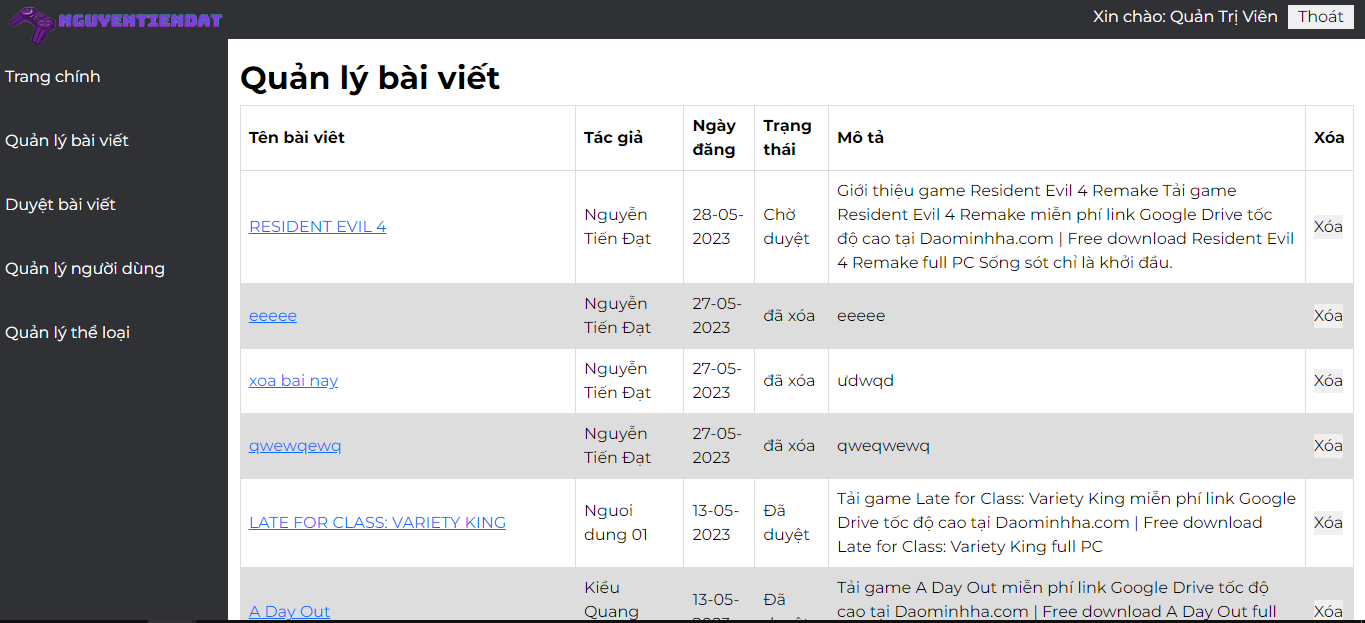 NGUYENTIENDAT
Xin chào: Quản Trị Viên
Thoát
Trang chính
Quản lý bài viết
Duyệt bài viết
Quản lý người dùng
Quản lý thể loại
Quản lý bài viết
Tên bài viêt
Tác giả
Ngày
đăng
Trạng
thái
Mô tả
Xóa
RESIDENT EVIL 4
Nguyễn
Tiến Đạt
28-05-
2023
Chờ
duyệt
Giới thiệu game Resident Evil 4 Remake Tải game
Resident Evil 4 Remake miễn phí link Google Drive tốc
độ cao tại Daominhha.com | Free download Resident Evil
4 Remake full PC Sống sót chỉ là khởi đầu.
Xóa
eeeee
Nguyễn
Tiến Đạt
27-05-
2023
đã xóa
eeeee
Xóa
xoa bai nay
Nguyễn
Tiến Đạt
27-05-
2023
đã xóa
ưdwqd
Xóa
qwewqewq
Nguyễn
Tiến Đạt
27-05-
2023
đã xóa
qweqwewq
Xóa
LATE FOR CLASS: VARIETY KING
Nguoi
dung 01
13-05-
2023
Đã
duyệt
Tải game Late for Class: Variety King miễn phí link Google
Drive tốc độ cao tại Daominhha.com | Free download
Late for Class: Variety King full PC
Xóa
A Day Out
Kiều
Quang
13-05-
2023
Đã
duyệt
Tải game A Day Out miễn phí link Google Drive tốc độ
cao tại Daominhha.com | Free download A Day Out full
Xóa